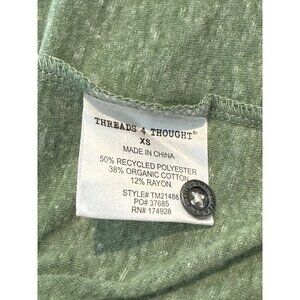 THREADS 4 THOUGHT®
XS
MADE IN CHINA
50% RECYCLED POLYESTER
38% ORGANIC COTTON
12% RAYON
STYLE# TM21488
PO# 37685
RN# 174928